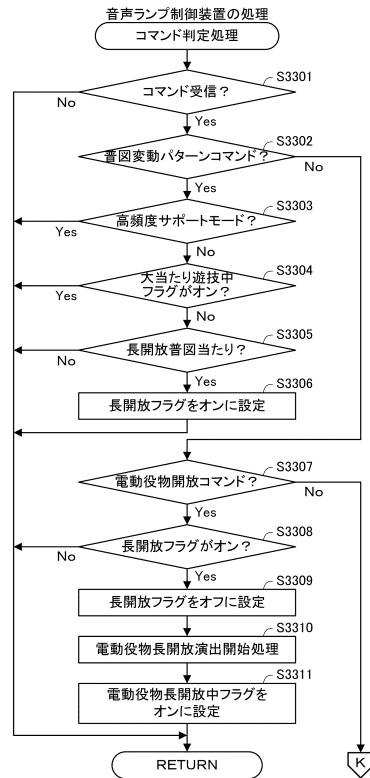 音声ランプ制御装置の処理
コマンド判定処理
S3301
コマンド受信？
No
Yes
S3302
普図変動パターンコマンド？
No
Yes
S3303
高頻度サポートモード？
Yes
No
S3304
大当たり遊技中
フラグがオン？
Yes
No
S3305
長開放普図当たり？
No
Yes
S3306
長開放フラグをオンに設定
S3307
電動役物開放コマンド？
No
Yes
S3308
長開放フラグがオン？
No
Yes
S3309
長開放フラグをオフに設定
S3310
電動役物長開放演出開始処理
S3311
電動役物長開放中フラグを
オンに設定
RETURN
K